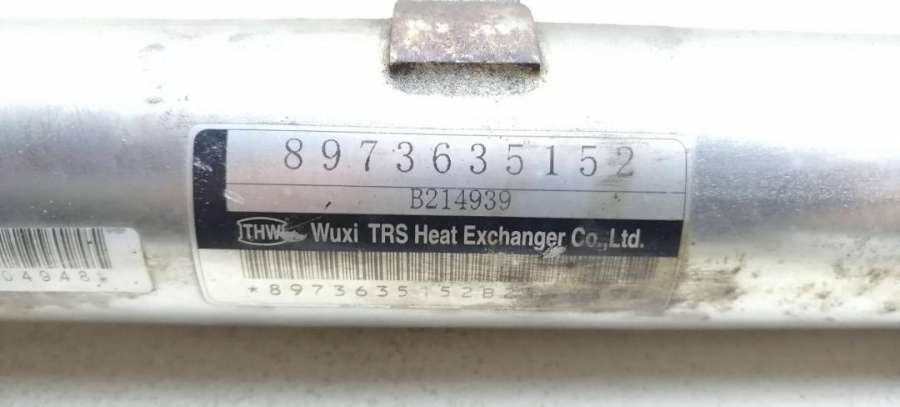 8973635152
B214939
THW Wuxi TRS Heat Exchanger Co.,Ltd.
*8973635152B2
04948*